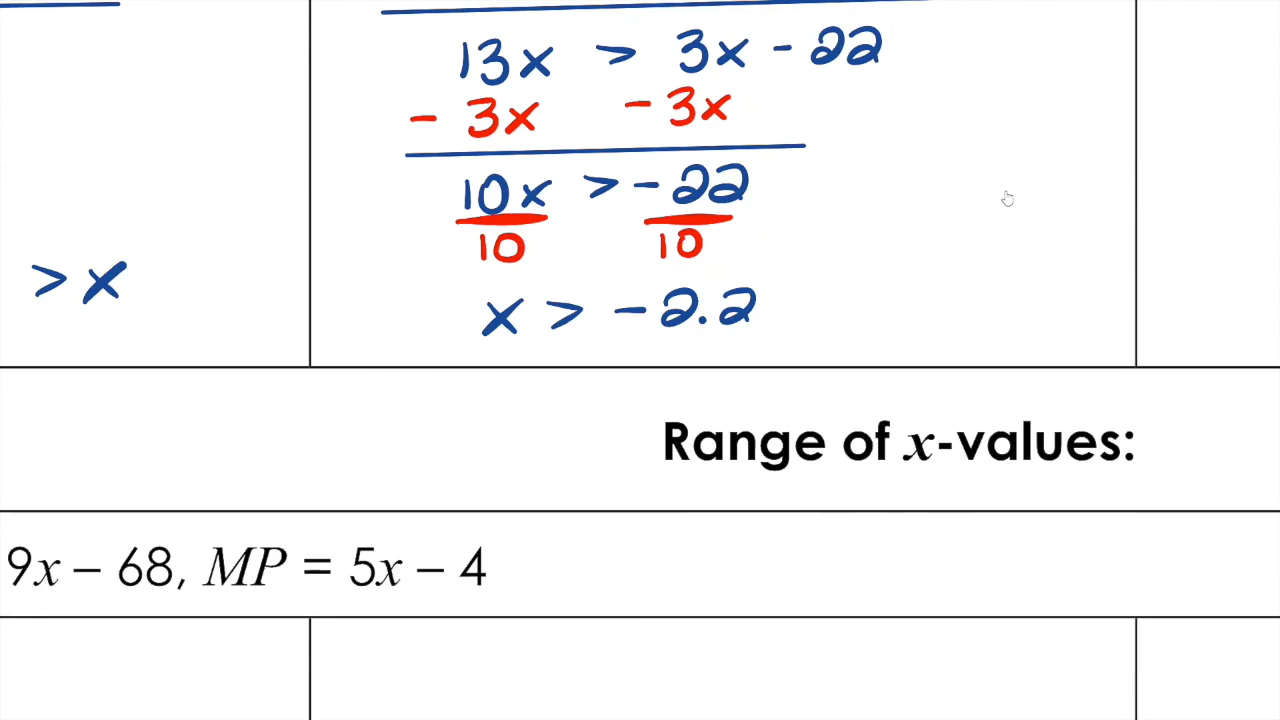 13x > 3x - 22
- 3x - 3x
10x > - 22
10 10
> x
x > - 2.2
Range of x-values:
9x – 68, MP = 5x – 4